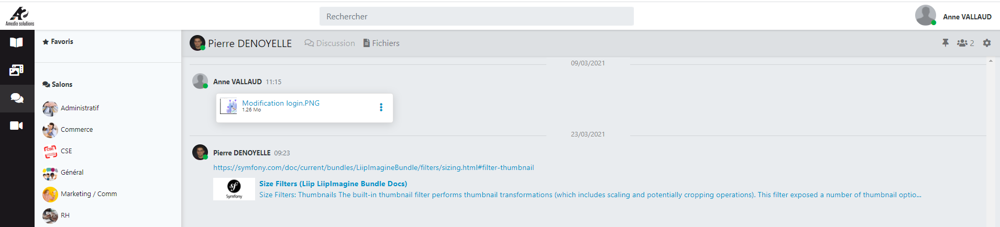 Amedia solutions
Rechercher
Anne VALLAUD
Favoris
Salons
Administratif
Commerce
CSE
CSE
Général
Marketing / Comm
RH
RH
Pierre DENOYELLE
Discussion
Fichiers
2
09/03/2021
Anne VALLAUD 11:15
Modification login.PNG
1.26 Mo
23/03/2021
Pierre DENOYELLE 09:23
https://symfony.com/doc/current/bundles/LiipImagineBundle/filters/sizing.html#filter-thumbnail
sf
Symfony
Size Filters (Liip LiipImagine Bundle Docs)
Size Filters: Thumbnails The built-in thumbnail filter performs thumbnail transformations (which includes scaling and potentially cropping operations). This filter exposed a number of thumbnail optio...